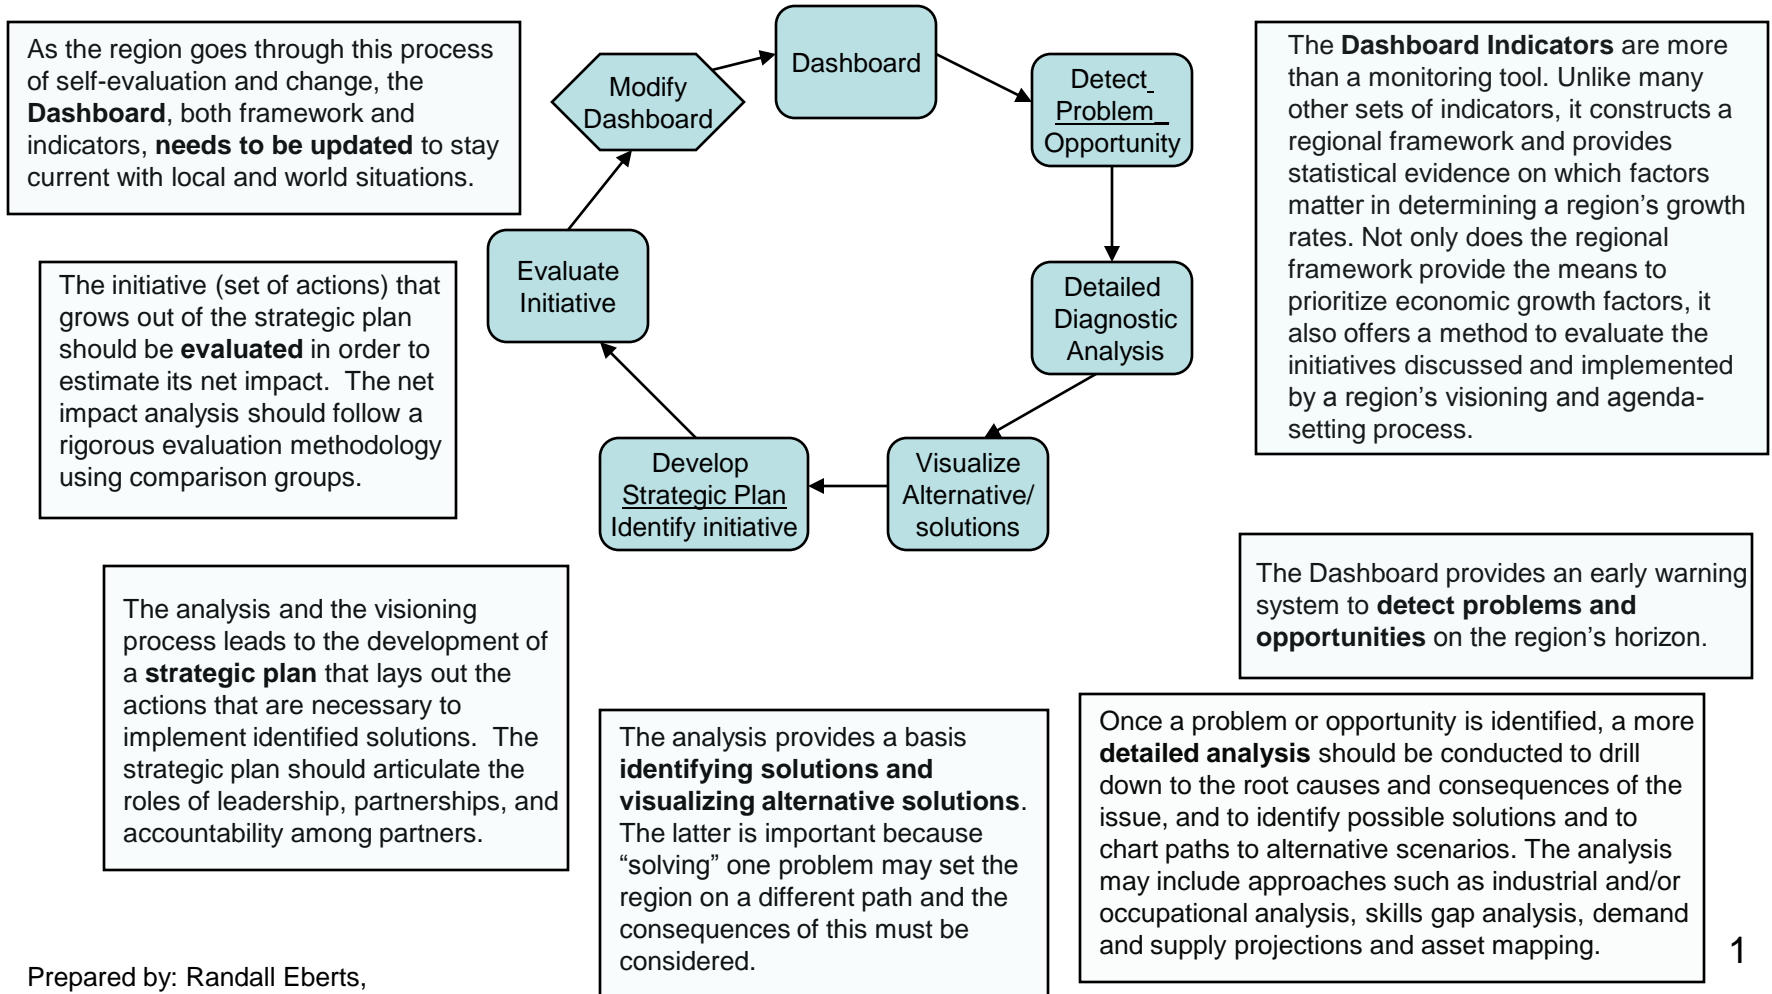 As the region goes through this process
of self-evaluation and change, the
Dashboard, both framework and
indicators, needs to be updated to stay
current with local and world situations.
Modify
Dashboard
Dashboard
Detect
Problem_
Opportunity
The Dashboard Indicators are more
than a monitoring tool. Unlike many
other sets of indicators, it constructs a
regional framework and provides
statistical evidence on which factors
matter in determining a region’s growth
rates. Not only does the regional
framework provide the means to
prioritize economic growth factors, it
also offers a method to evaluate the
initiatives discussed and implemented
by a region’s visioning and agenda-
setting process.
Evaluate
Initiative
Detailed
Diagnostic
Analysis
The initiative (set of actions) that
grows out of the strategic plan
should be evaluated in order to
estimate its net impact.  The net
impact analysis should follow a
rigorous evaluation methodology
using comparison groups.
Develop
Strategic Plan
Identify initiative
Visualize
Alternative/
solutions
The Dashboard provides an early warning
system to detect problems and
opportunities on the region’s horizon.
The analysis and the visioning
process leads to the development of
a strategic plan that lays out the
actions that are necessary to
implement identified solutions.  The
strategic plan should articulate the
roles of leadership, partnerships, and
accountability among partners.
The analysis provides a basis
identifying solutions and
visualizing alternative solutions.
The latter is important because
“solving” one problem may set the
region on a different path and the
consequences of this must be
considered.
Once a problem or opportunity is identified, a more
detailed analysis should be conducted to drill
down to the root causes and consequences of the
issue, and to identify possible solutions and to
chart paths to alternative scenarios. The analysis
may include approaches such as industrial and/or
occupational analysis, skills gap analysis, demand
and supply projections and asset mapping.
1
Prepared by: Randall Eberts,